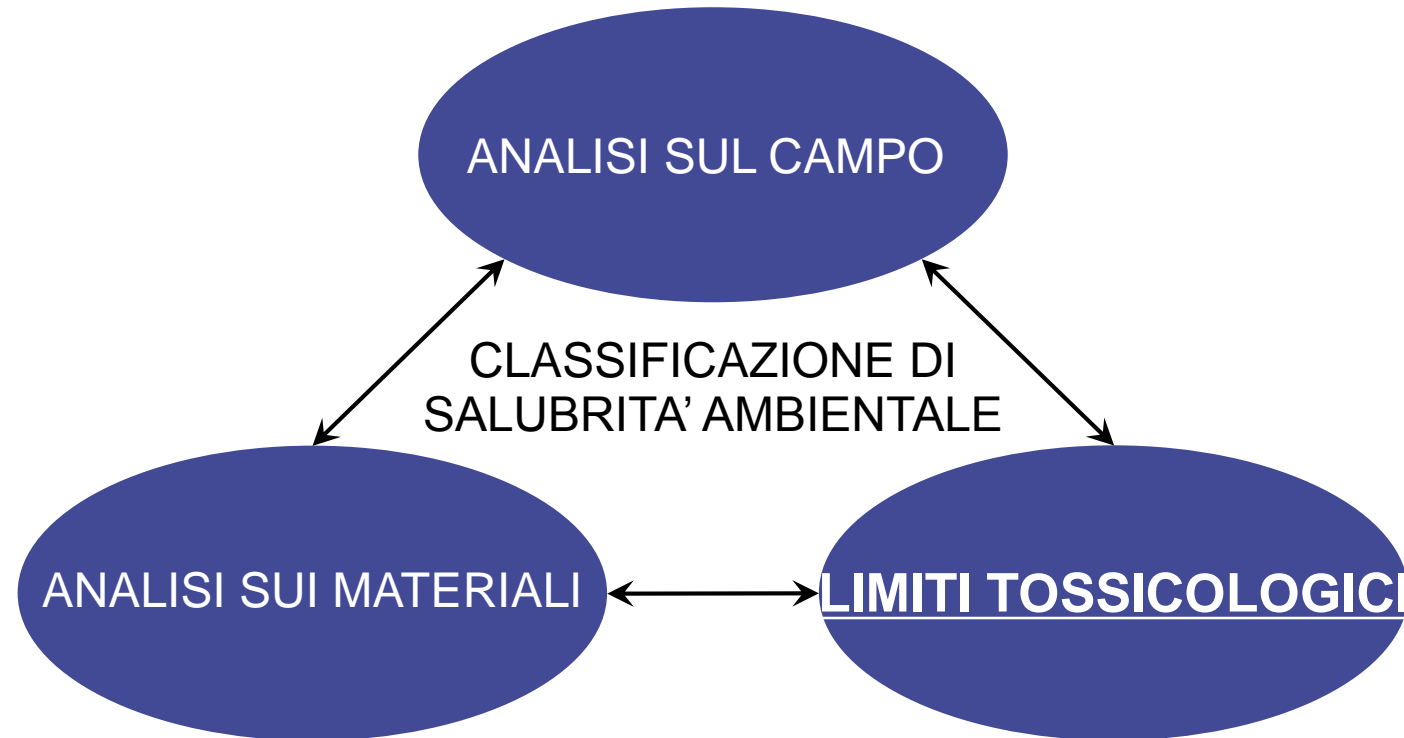 ANALISI SUL CAMPO
CLASSIFICAZIONE DI
SALUBRITA’ AMBIENTALE
ANALISI SUI MATERIALI
LIMITI TOSSICOLOGICI